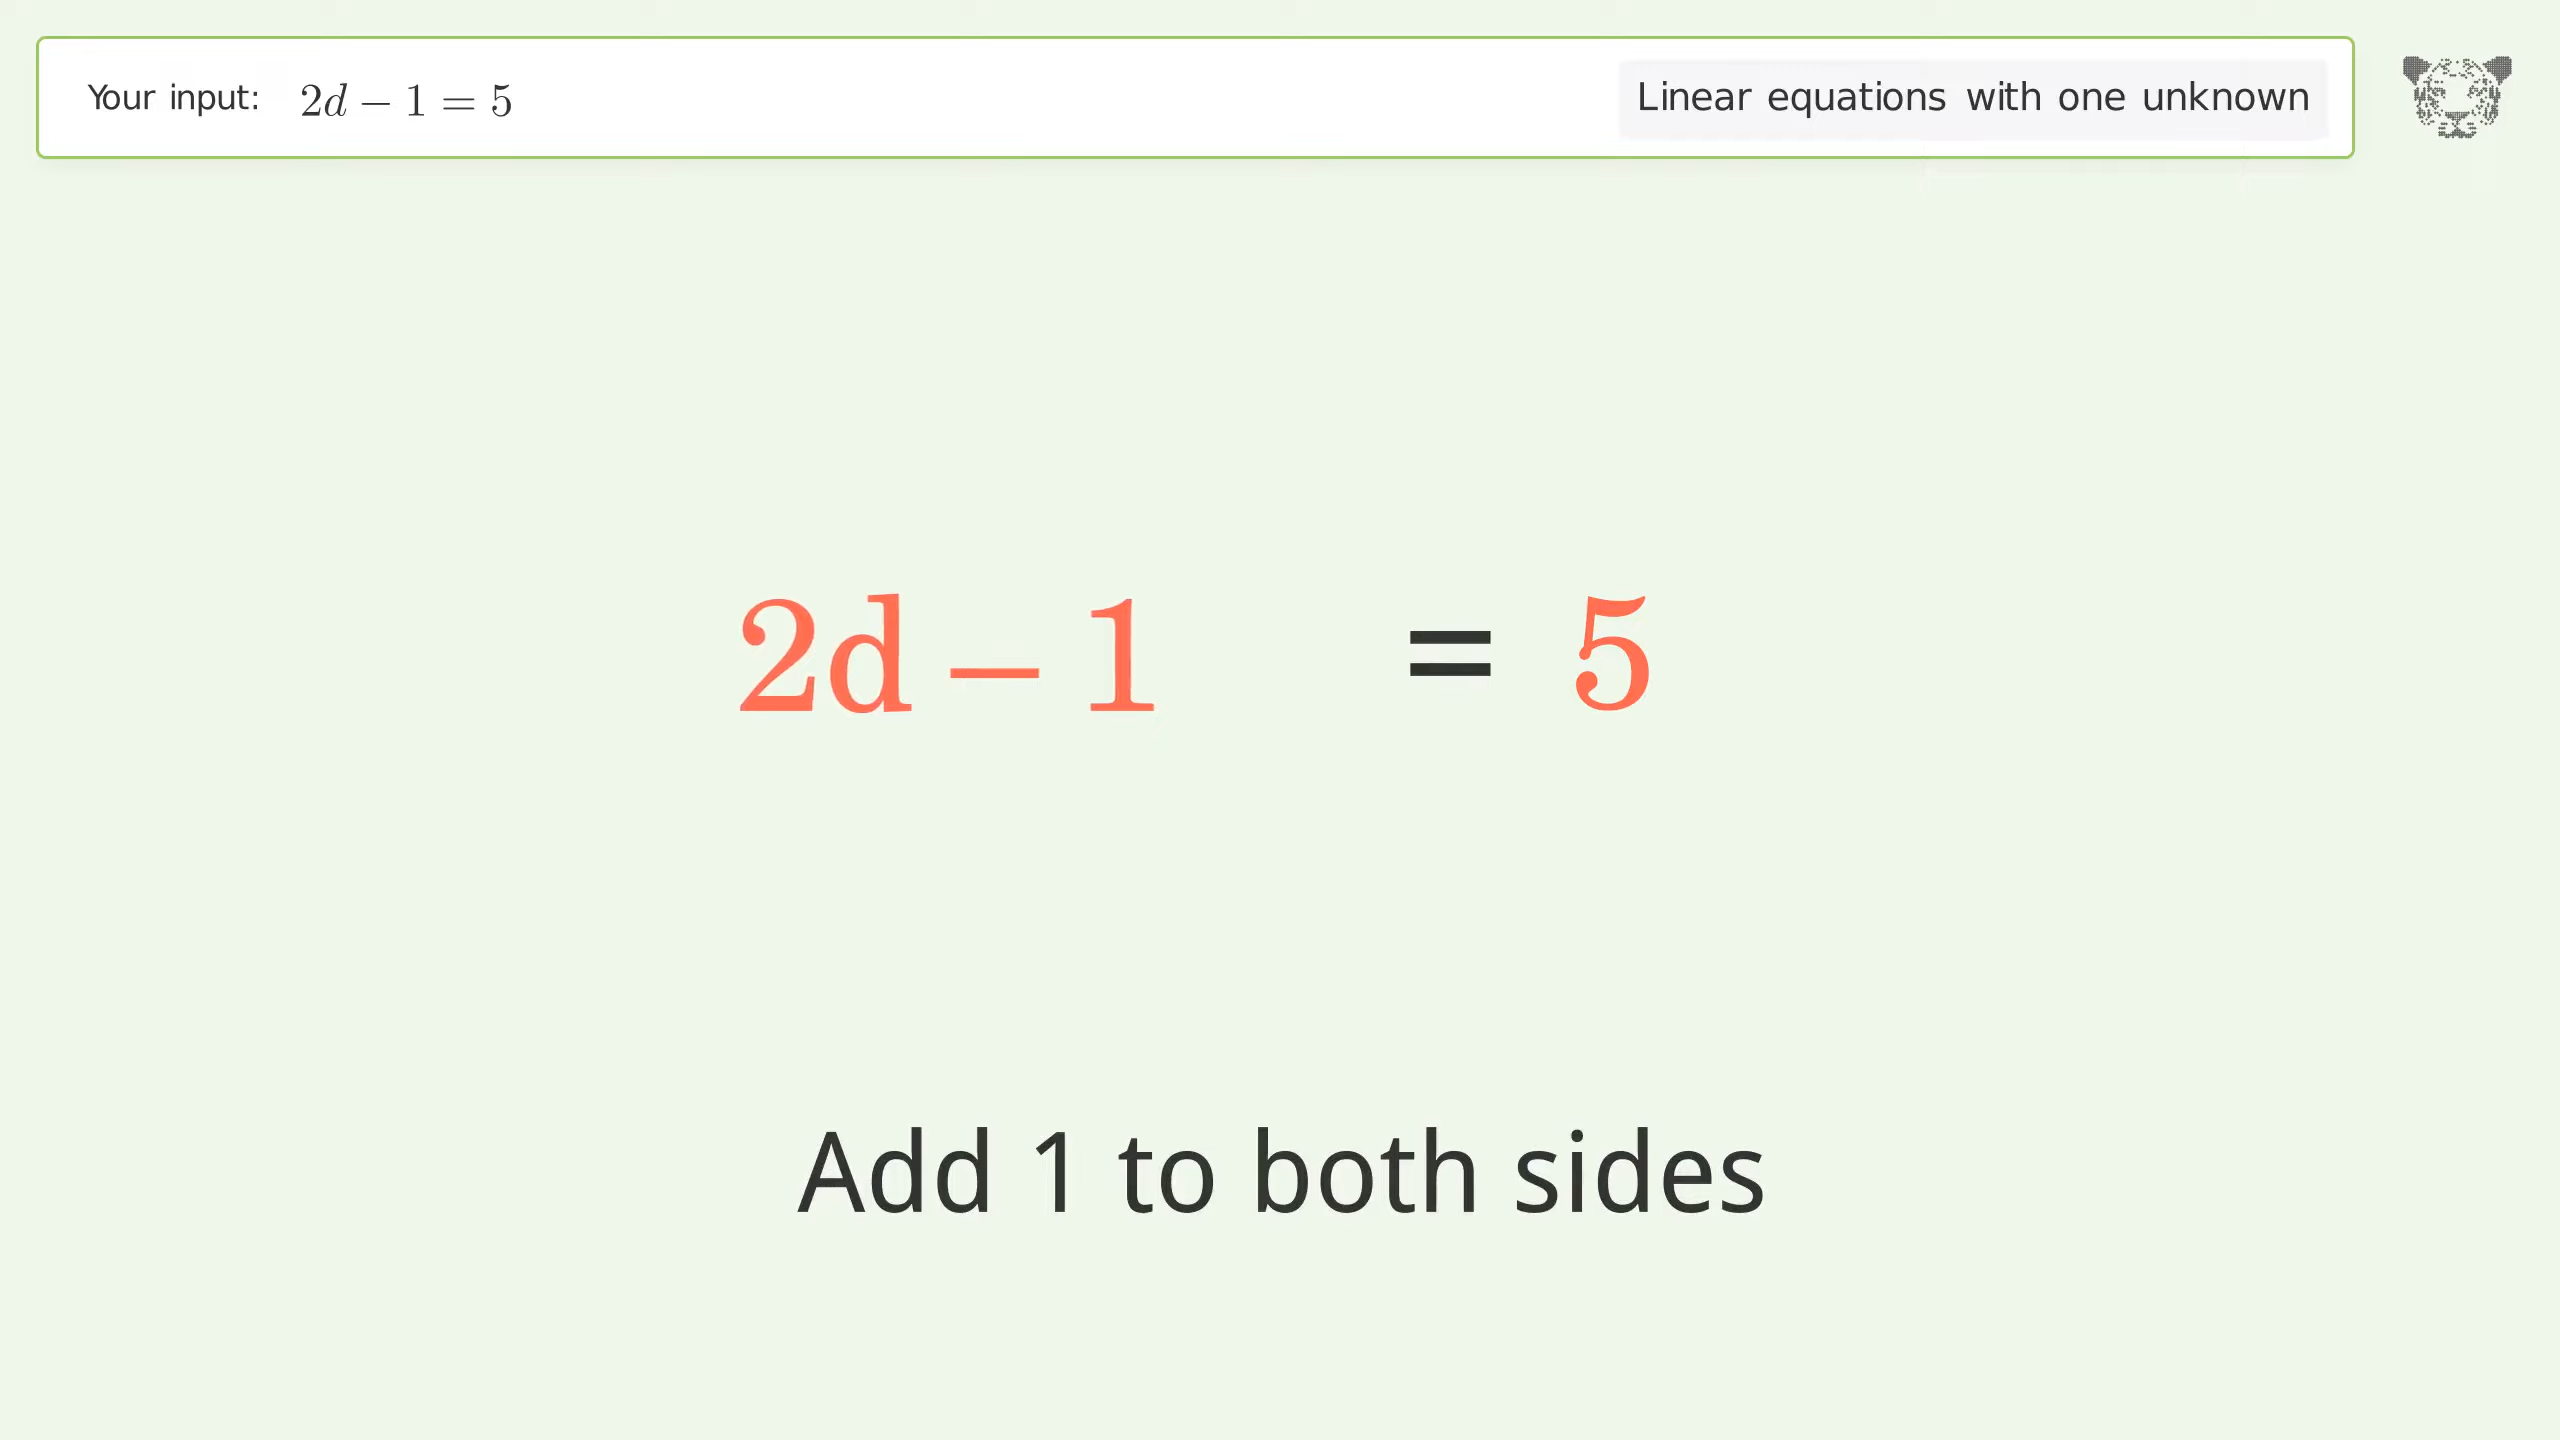 Your input: 2d − 1 = 5
Linear equations with one unknown
2d − 1 = 5
Add 1 to both sides